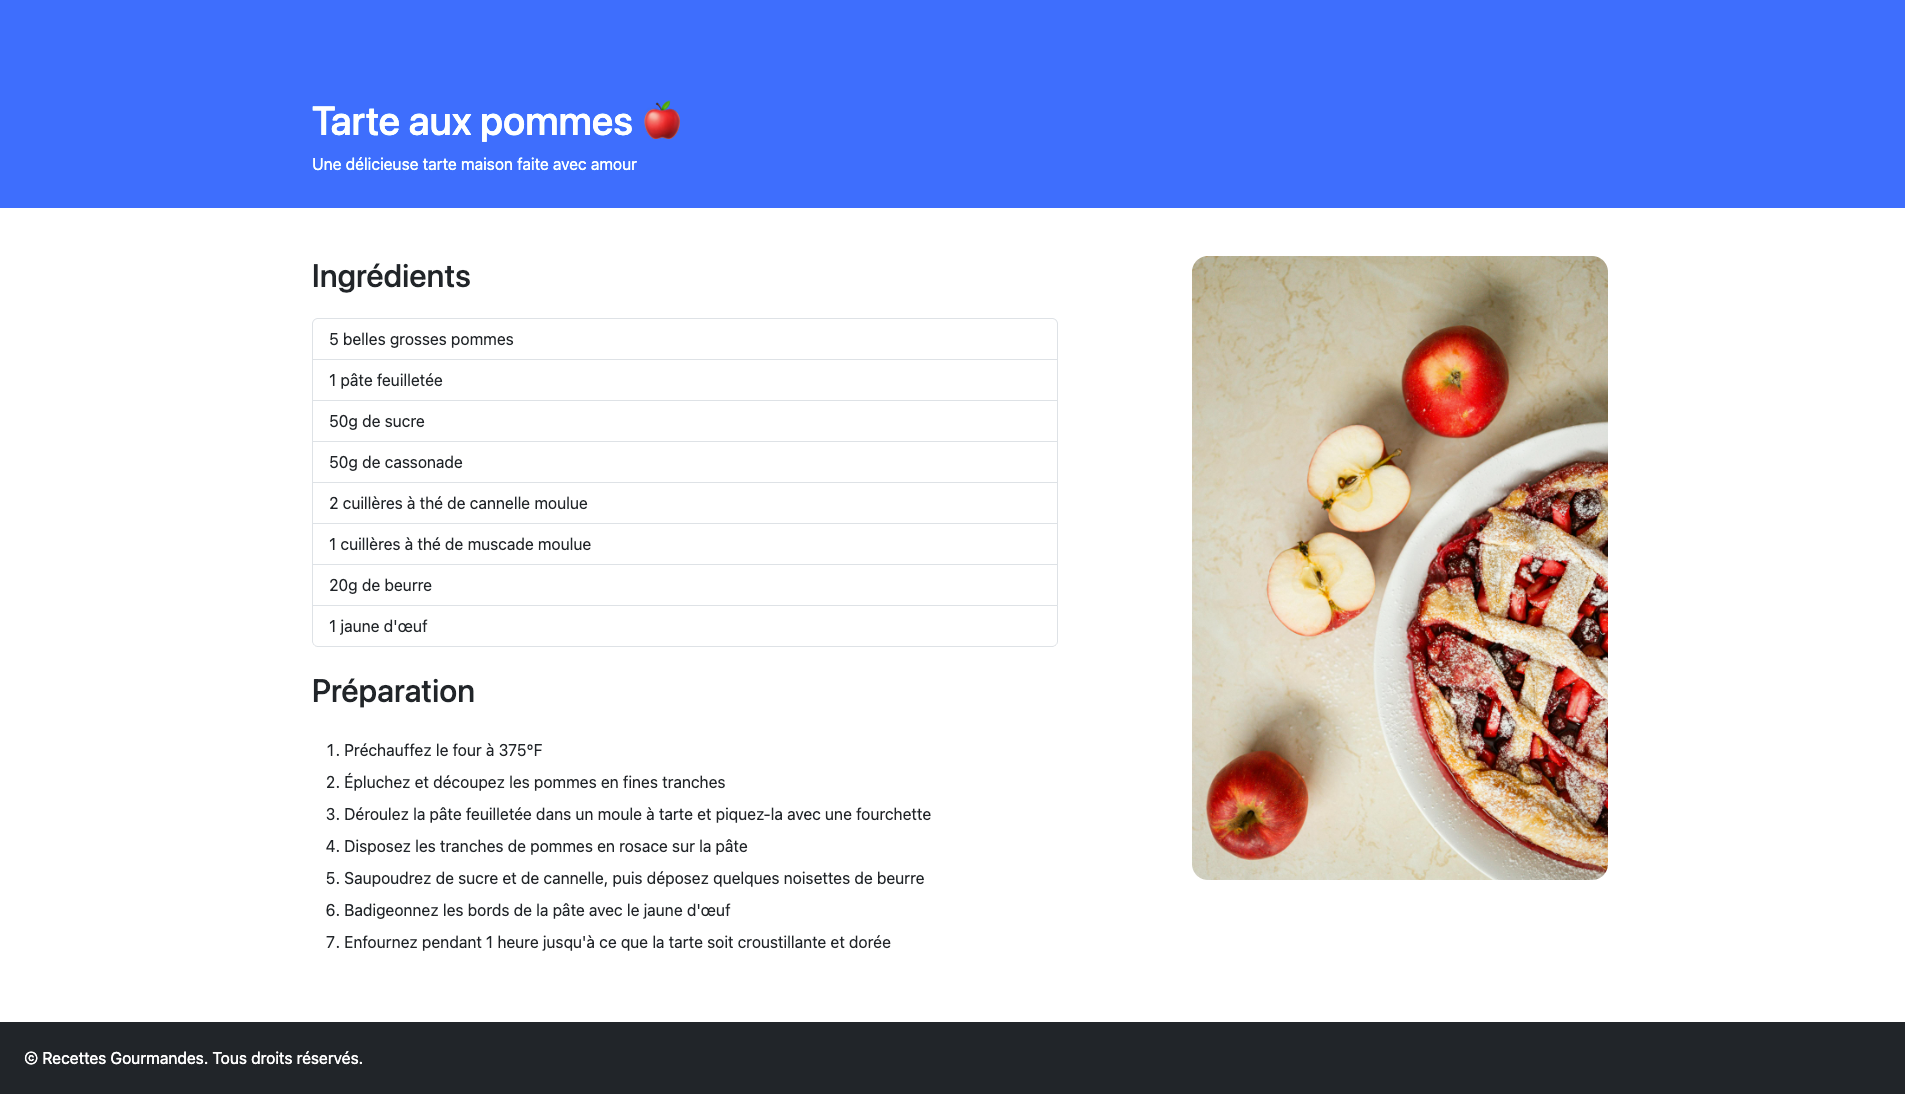 Tarte aux pommes 🍎
Une délicieuse tarte maison faite avec amour
Ingrédients
5 belles grosses pommes
1 pâte feuilletée
50g de sucre
50g de cassonade
2 cuillères à thé de cannelle moulue
1 cuillères à thé de muscade moulue
20g de beurre
1 jaune d'œuf
Préparation
1. Préchauffez le four à 375°F
2. Épluchez et découpez les pommes en fines tranches
3. Déroulez la pâte feuilletée dans un moule à tarte et piquez-la avec une fourchette
4. Disposez les tranches de pommes en rosace sur la pâte
5. Saupoudrez de sucre et de cannelle, puis déposez quelques noisettes de beurre
6. Badigeonnez les bords de la pâte avec le jaune d'œuf
7. Enfournez pendant 1 heure jusqu'à ce que la tarte soit croustillante et dorée
© Recettes Gourmandes. Tous droits réservés.